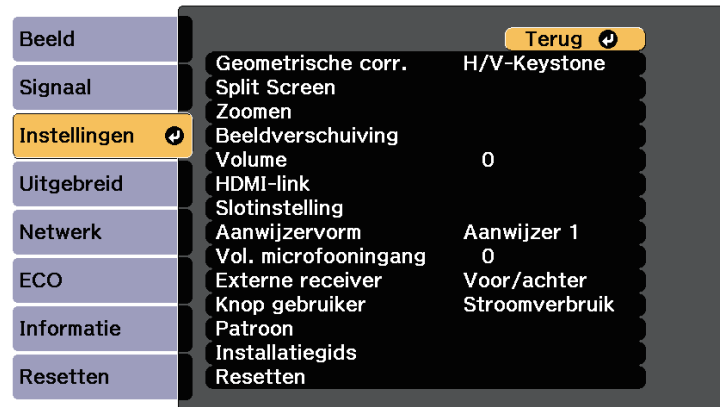 Beeld
Signaal
Instellingen
Uitgebreid
Netwerk
ECO
Informatie
Resetten
Terug
Geometrische corr. H/V-Keystone
Split Screen
Zoomen
Beeldverschuiving
Volume 0
HDMI-link
Slotinstelling
Aanwijzervorm Aanwijzer 1
Vol. microfooningang 0
Externe receiver Voor/achter
Knop gebruiker Stroomverbruik
Patroon
Installatiegids
Resetten